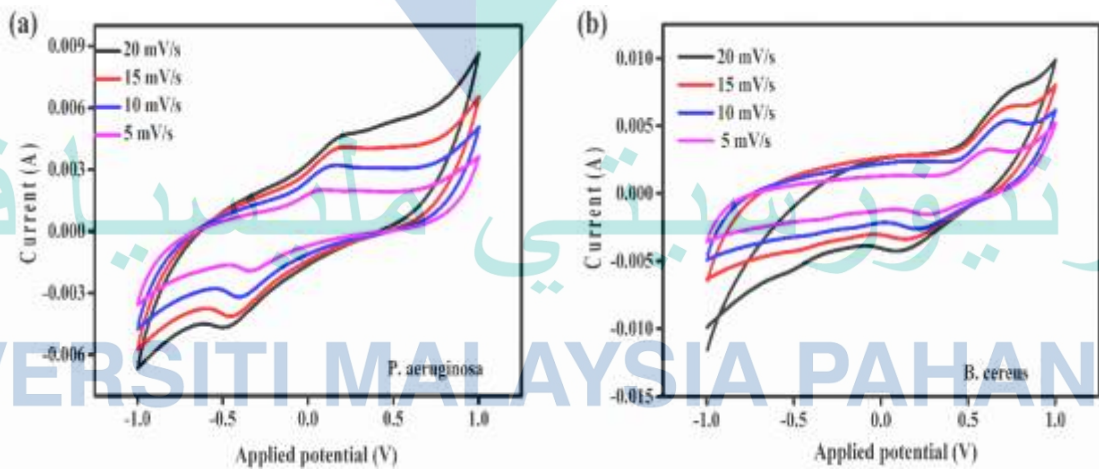 (a)
0.009
0.006
0.003
0.000
-0.003
-0.006
Current (A)
20 mV/s
15 mV/s
10 mV/s
5 mV/s
P. aeruginosa
-1.0 -0.5 0.0 0.5 1.0
Applied potential (V)
(b)
0.010
0.005
0.000
-0.005
-0.010
-0.015
Current (A)
20 mV/s
15 mV/s
10 mV/s
5 mV/s
B. cereus
-1.0 -0.5 0.0 0.5 1.0
Applied potential (V)
مليسيا
VERSITI MALAYSIA PAHAN